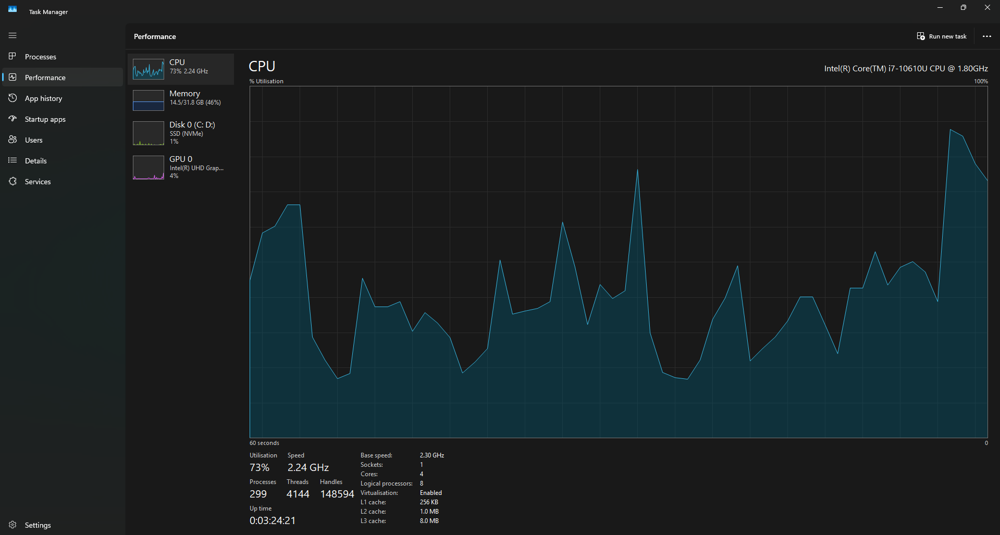 Task Manager
Performance
Run new task
Processes
Performance
App history
Startup apps
Users
Details
Services
Settings
CPU
73% 2.24 GHz
Memory
14.5/31.8 GB (46%)
Disk 0 (C: D:)
SSD (NVMe)
1%
GPU 0
Intel(R) UHD Grap...
4%
CPU
Intel(R) Core(TM) i7-10610U CPU @ 1.80GHz
% Utilisation 100%
60 seconds 0
Utilisation Speed
73% 2.24 GHz
Processes Threads Handles
299 4144 148594
Up time
0:03:24:21
Base speed: 2.30 GHz
Sockets: 1
Cores: 4
Logical processors: 8
Virtualisation: Enabled
L1 cache: 256 KB
L2 cache: 1.0 MB
L3 cache: 8.0 MB